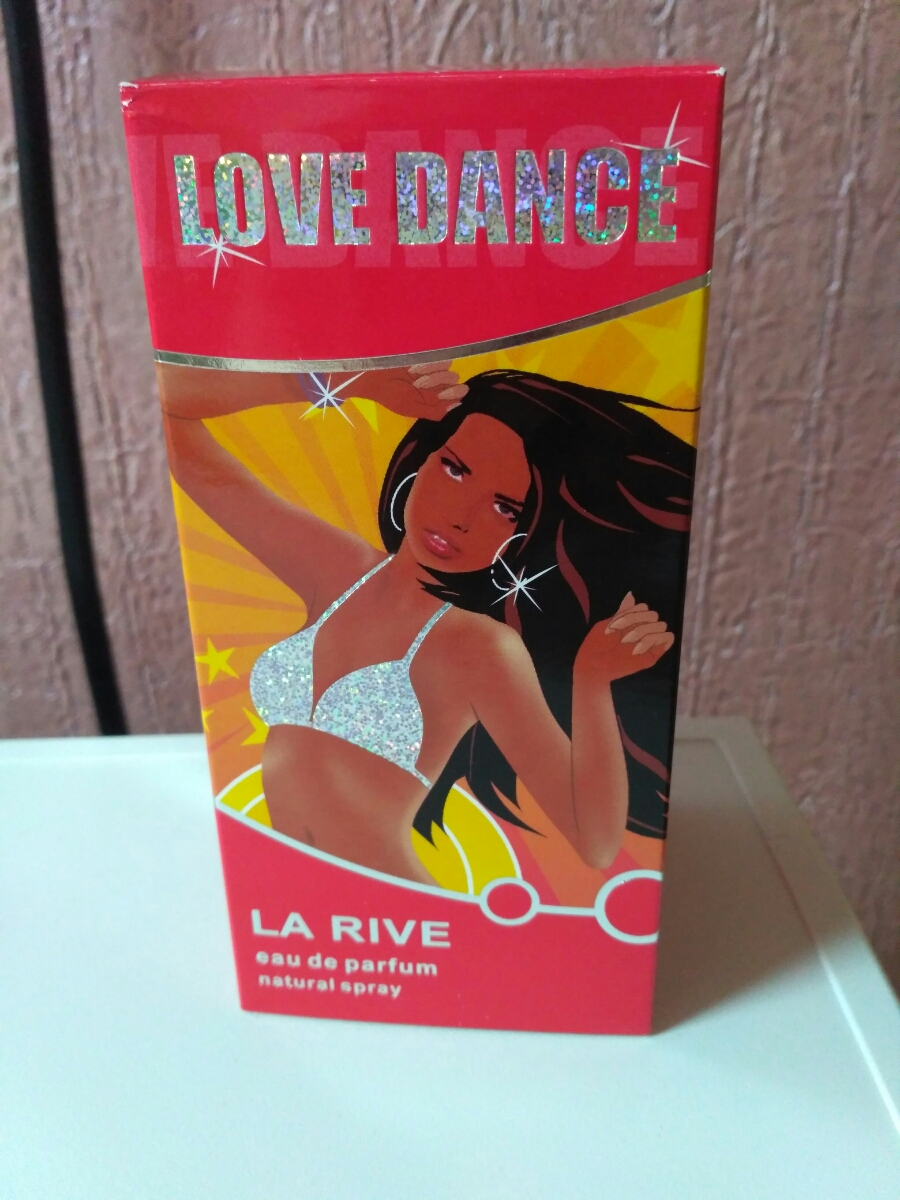 LOVE DANCE
LA RIVE
eau de parfum
natural spray